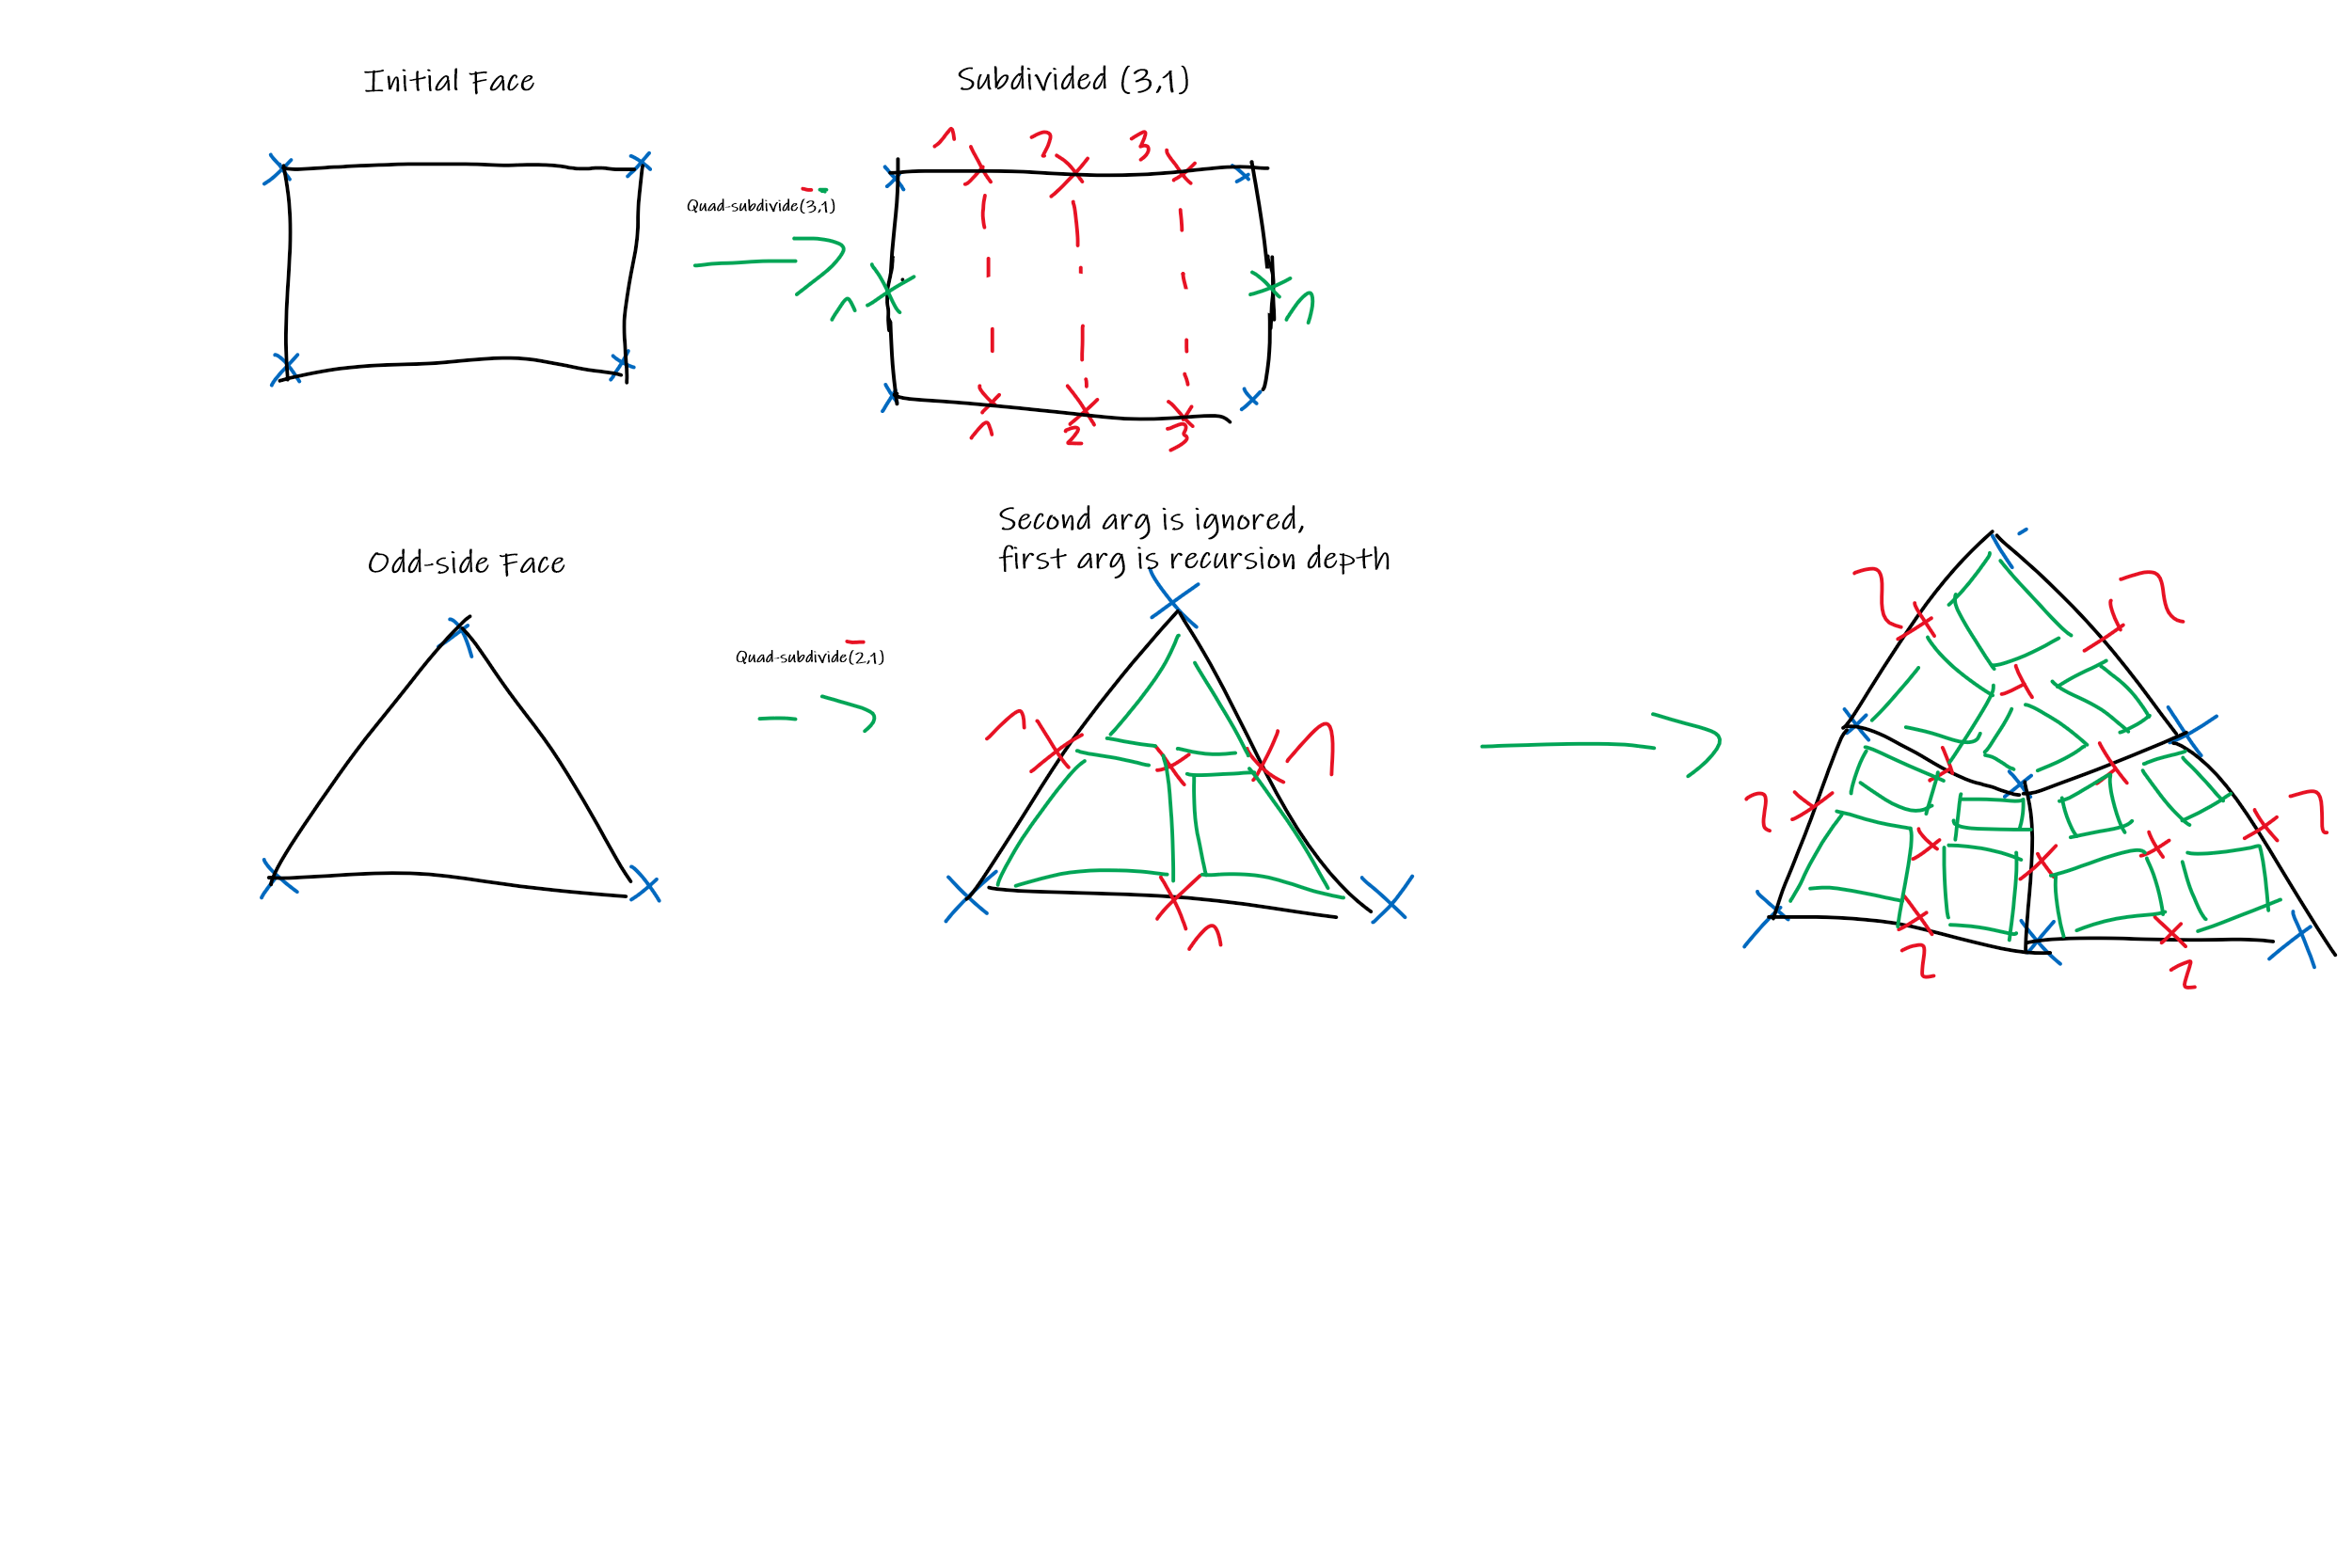 Initial Face
Subdivided (3,1)
1 2 3
Quad-subdivide(3,1)
1 1
1 2 3
Second arg is ignored,
first arg is recursion depth
Odd-side Face
Quad-subdivide(2,1)
1 1
1
2 2
2 2
2 2